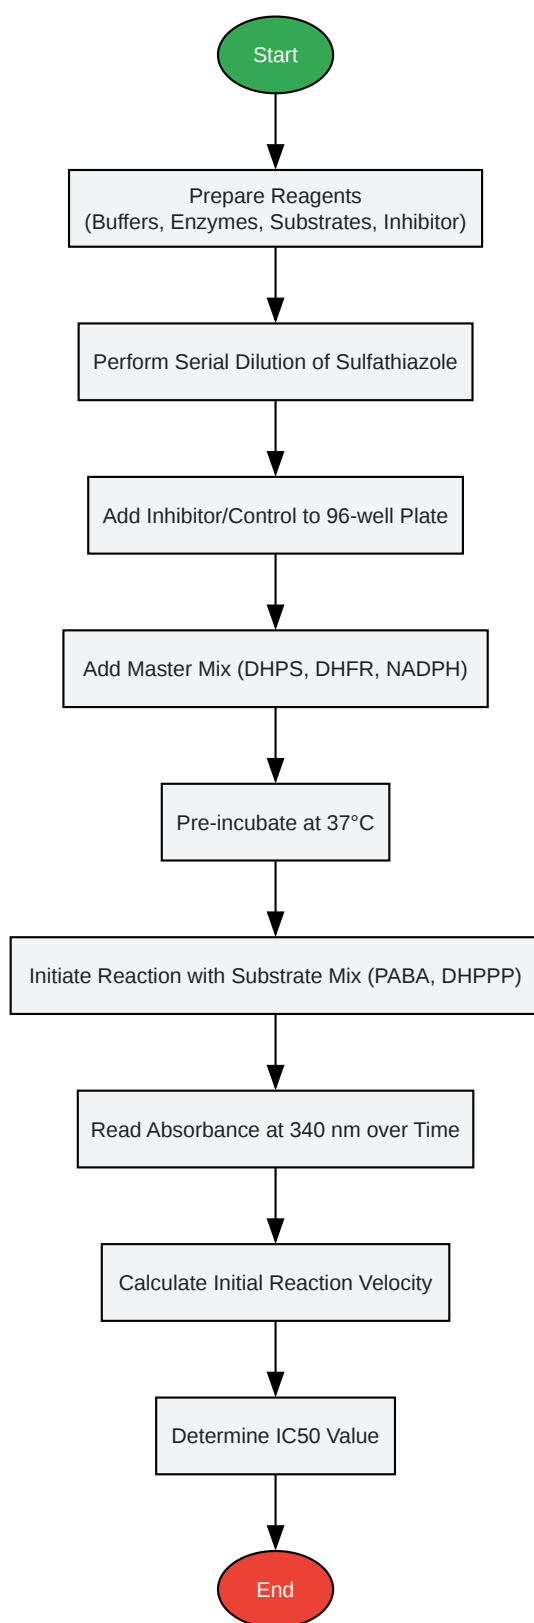 Start
Prepare Reagents
(Buffers, Enzymes, Substrates, Inhibitor)
Perform Serial Dilution of Sulfathiazole
Add Inhibitor/Control to 96-well Plate
Add Master Mix (DHPS, DHFR, NADPH)
Pre-incubate at 37°C
Initiate Reaction with Substrate Mix (PABA, DHPPP)
Read Absorbance at 340 nm over Time
Calculate Initial Reaction Velocity
Determine IC50 Value
End